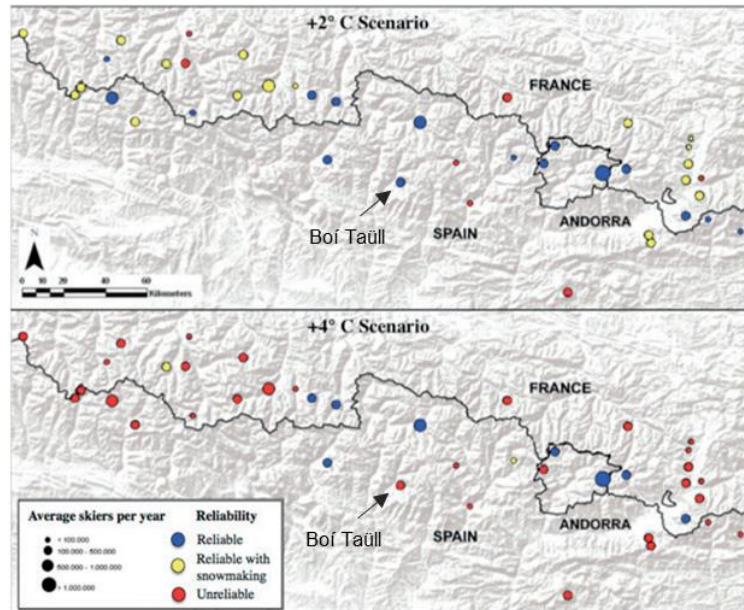 +2° C Scenario
FRANCE
Boí Taüll
SPAIN
ANDORRA
N
0 10 20 40 60
Kilometers
+4° C Scenario
FRANCE
Boí Taüll
SPAIN
ANDORRA
Average skiers per year
< 100.000
100.000 - 500.000
500.000 - 1.000.000
> 1.000.000
Reliability
Reliable
Reliable with
snowmaking
Unreliable